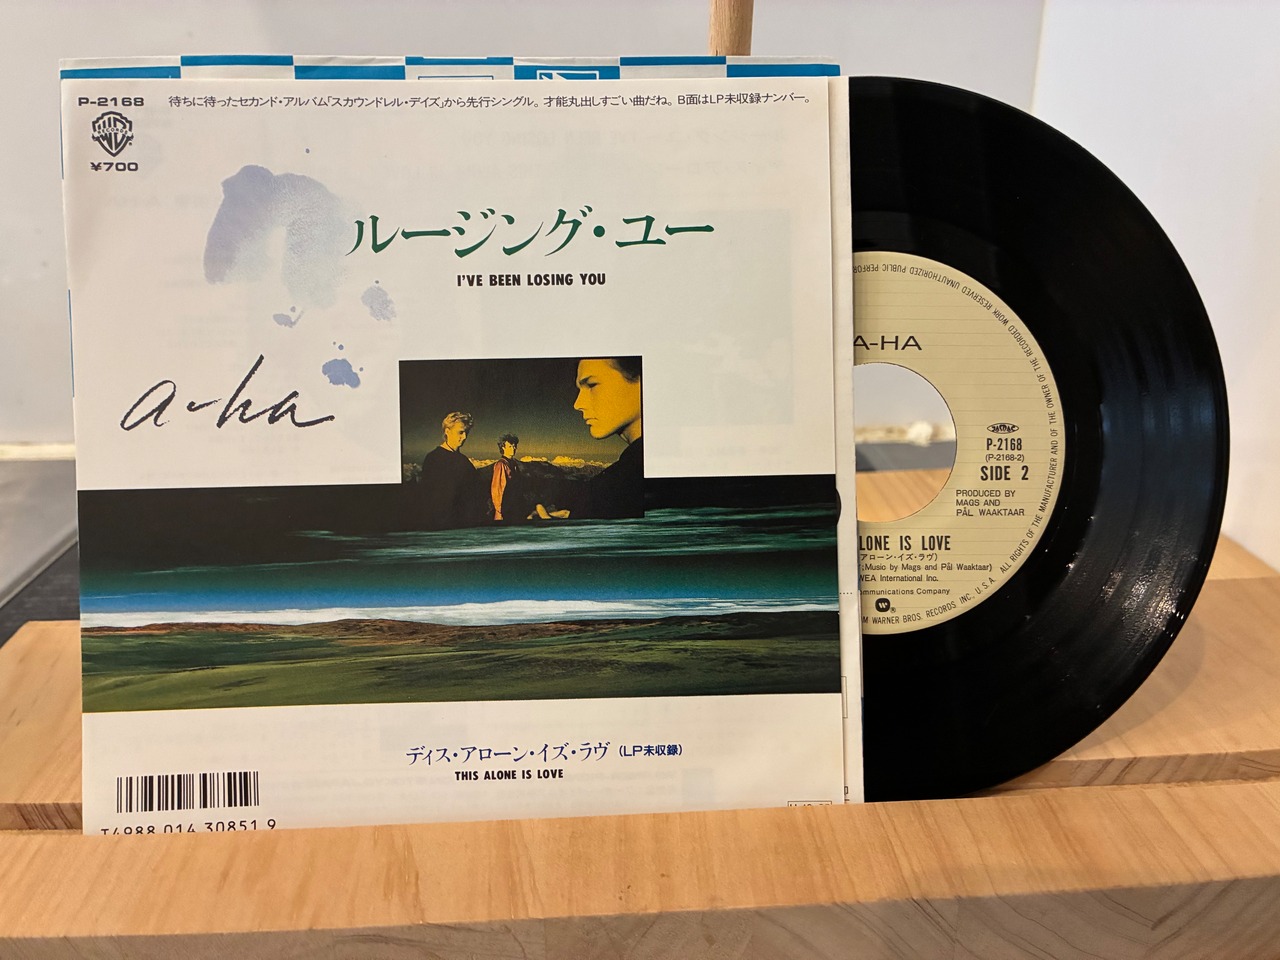 P-2168 待ちに待ったセカンド・アルバム「スカウンドレル・デイズ」から先行シングル。才能丸出しすごい曲だね。B面はLP未収録ナンバー。
¥700
ルージング・ユー
I'VE BEEN LOSING YOU
a-ha
ディス・アローン・イズ・ラヴ (LP未収録)
THIS ALONE IS LOVE
T4988 014 30851 9
A-HA
JASRAC
P-2168
(P-2168-2)
SIDE 2
PRODUCED BY
MAGS AND
PÅL WAAKTAAR
LONE IS LOVE
アローン・イズ・ラヴ)
;Music by Mags and Pål Waaktaar)
WEA International Inc.
mmunications Company
M WARNER BROS. RECORDS INC., U.S.A. ALL RIGHTS OF THE MANUFACTURER AND OF THE OWNER OF THE RECORDED WORK RESERVED UNAUTHORIZED PUBLIC PERFOR